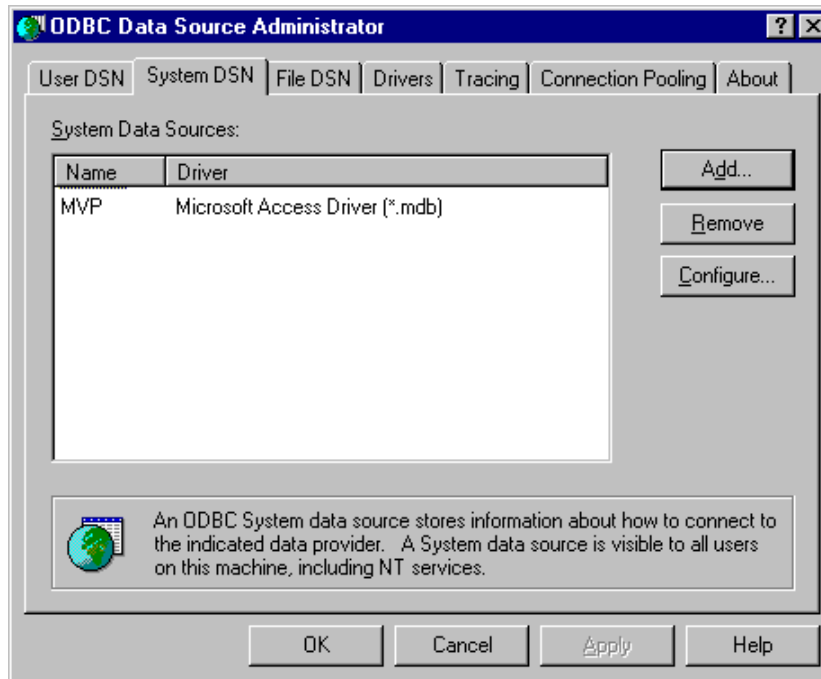 ODBC Data Source Administrator
User DSN System DSN File DSN Drivers Tracing Connection Pooling About
System Data Sources:
Name Driver
MVP Microsoft Access Driver (*.mdb)
Add...
Remove
Configure...
An ODBC System data source stores information about how to connect to
the indicated data provider. A System data source is visible to all users
on this machine, including NT services.
OK Cancel Apply Help